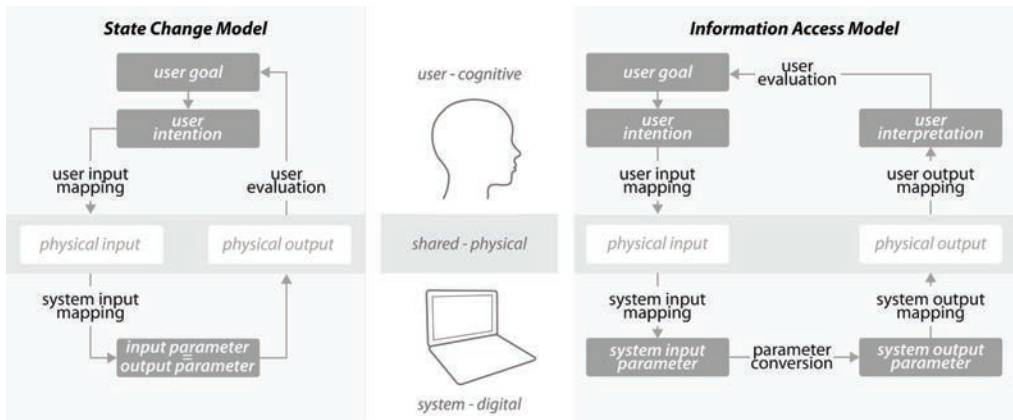 State Change Model
user goal
user
intention
user input
mapping
user
evaluation
physical input
physical output
system input
mapping
input parameter
=
output parameter
user - cognitive
shared - physical
system - digital
Information Access Model
user goal
user
evaluation
user
intention
user
interpretation
user input
mapping
user output
mapping
physical input
physical output
system input
mapping
system output
mapping
system input
parameter
parameter
conversion
system output
parameter